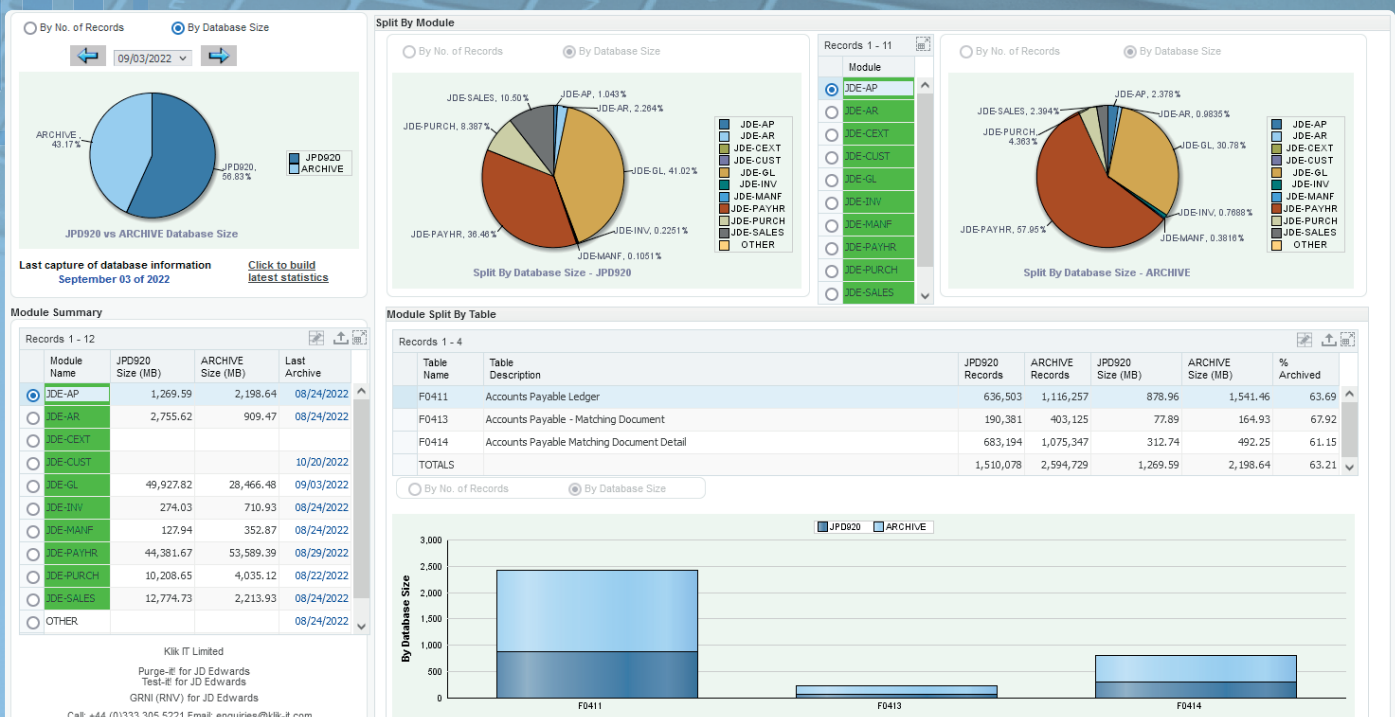 By No. of Records By Database Size
09/03/2022
ARCHIVE, 43.17%
JPD920, 56.83%
JPD920
ARCHIVE
JPD920 vs ARCHIVE Database Size
Last capture of database information
September 03 of 2022
Click to build
latest statistics
Split By Module
By No. of Records By Database Size
JDE-SALES, 10.50%
JDE-AP, 1.043%
JDE-AR, 2.264%
JDE-PURCH, 8.387%
JDE-GL, 41.02%
JDE-INV, 0.2251%
JDE-PAYHR, 36.46%
JDE-MANF, 0.1051%
JDE-AP
JDE-AR
JDE-CEXT
JDE-CUST
JDE-GL
JDE-INV
JDE-MANF
JDE-PAYHR
JDE-PURCH
JDE-SALES
OTHER
Split By Database Size - JPD920
Records 1 - 11
Module
JDE-AP
JDE-AR
JDE-CEXT
JDE-CUST
JDE-GL
JDE-INV
JDE-MANF
JDE-PAYHR
JDE-PURCH
JDE-SALES
By No. of Records By Database Size
JDE-SALES, 2.394%
JDE-AP, 2.378%
JDE-AR, 0.9835%
JDE-PURCH, 4.363%
JDE-GL, 30.78%
JDE-INV, 0.7688%
JDE-PAYHR, 57.95%
JDE-MANF, 0.3816%
JDE-AP
JDE-AR
JDE-CEXT
JDE-CUST
JDE-GL
JDE-INV
JDE-MANF
JDE-PAYHR
JDE-PURCH
JDE-SALES
OTHER
Split By Database Size - ARCHIVE
Module Summary
Records 1 - 12
Module Name JPD920 Size (MB) ARCHIVE Size (MB) Last Archive
JDE-AP 1,269.59 2,198.64 08/24/2022
JDE-AR 2,755.62 909.47 08/24/2022
JDE-CEXT
JDE-CUST 10/20/2022
JDE-GL 49,927.82 28,466.48 09/03/2022
JDE-INV 274.03 710.93 08/24/2022
JDE-MANF 127.94 352.87 08/24/2022
JDE-PAYHR 44,381.67 53,589.39 08/29/2022
JDE-PURCH 10,208.65 4,035.12 08/22/2022
JDE-SALES 12,774.73 2,213.93 08/24/2022
OTHER 08/24/2022
Klik IT Limited
Purge-it! for JD Edwards
Test-it! for JD Edwards
GRNI (RNV) for JD Edwards
Call: +44 (0)333 305 5221 Email: enquiries@klik-it.com
Module Split By Table
Records 1 - 4
Table Name Table Description JPD920 Records ARCHIVE Records JPD920 Size (MB) ARCHIVE Size (MB) % Archived
F0411 Accounts Payable Ledger 636,503 1,116,257 878.96 1,541.46 63.69
F0413 Accounts Payable - Matching Document 190,381 403,125 77.89 164.93 67.92
F0414 Accounts Payable Matching Document Detail 683,194 1,075,347 312.74 492.25 61.15
TOTALS 1,510,078 2,594,729 1,269.59 2,198.64 63.21
By No. of Records By Database Size
JPD920 ARCHIVE
By Database Size
3,000
2,500
2,000
1,500
1,000
500
0
F0411 F0413 F0414